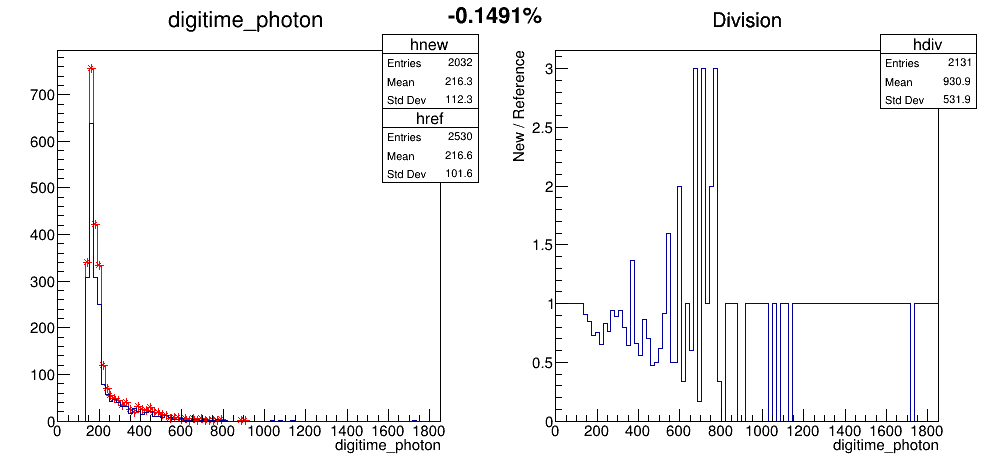 -0.1491%
digitime_photon
hnew
Entries 2032
Mean 216.3
Std Dev 112.3
href
Entries 2530
Mean 216.6
Std Dev 101.6
700
600
500
400
300
200
100
0
0 200 400 600 800 1000 1200 1400 1600 1800
digitime_photon
Division
hdiv
Entries 2131
Mean 930.9
Std Dev 531.9
New / Reference
3
2.5
2
1.5
1
0.5
0
0 200 400 600 800 1000 1200 1400 1600 1800
digitime_photon